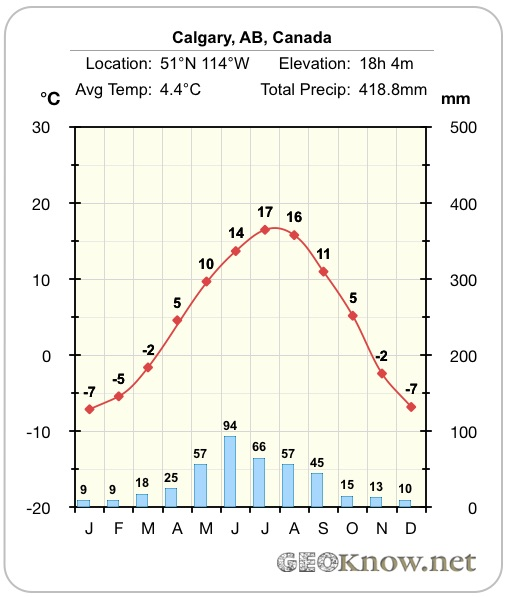 Calgary, AB, Canada
Location: 51°N 114°W Elevation: 18h 4m
Avg Temp: 4.4°C Total Precip: 418.8mm
°C mm
30 500
20 400
10 300
0 200
-10 100
-20 0
-7 -5 -2 5 10 14 17 16 11 5 -2 -7
9 9 18 25 57 94 66 57 45 15 13 10
J F M A M J J A S O N D
GEOKnow.net